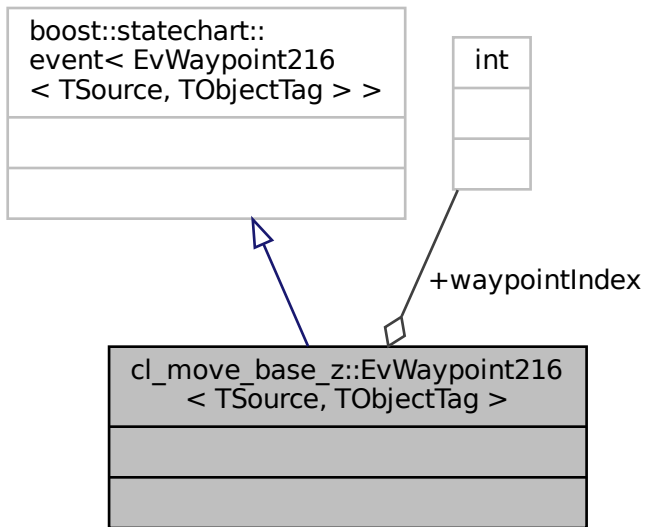 boost::statechart::
event< EvWaypoint216
< TSource, TObjectTag > >
int
+waypointIndex
cl_move_base_z::EvWaypoint216
< TSource, TObjectTag >